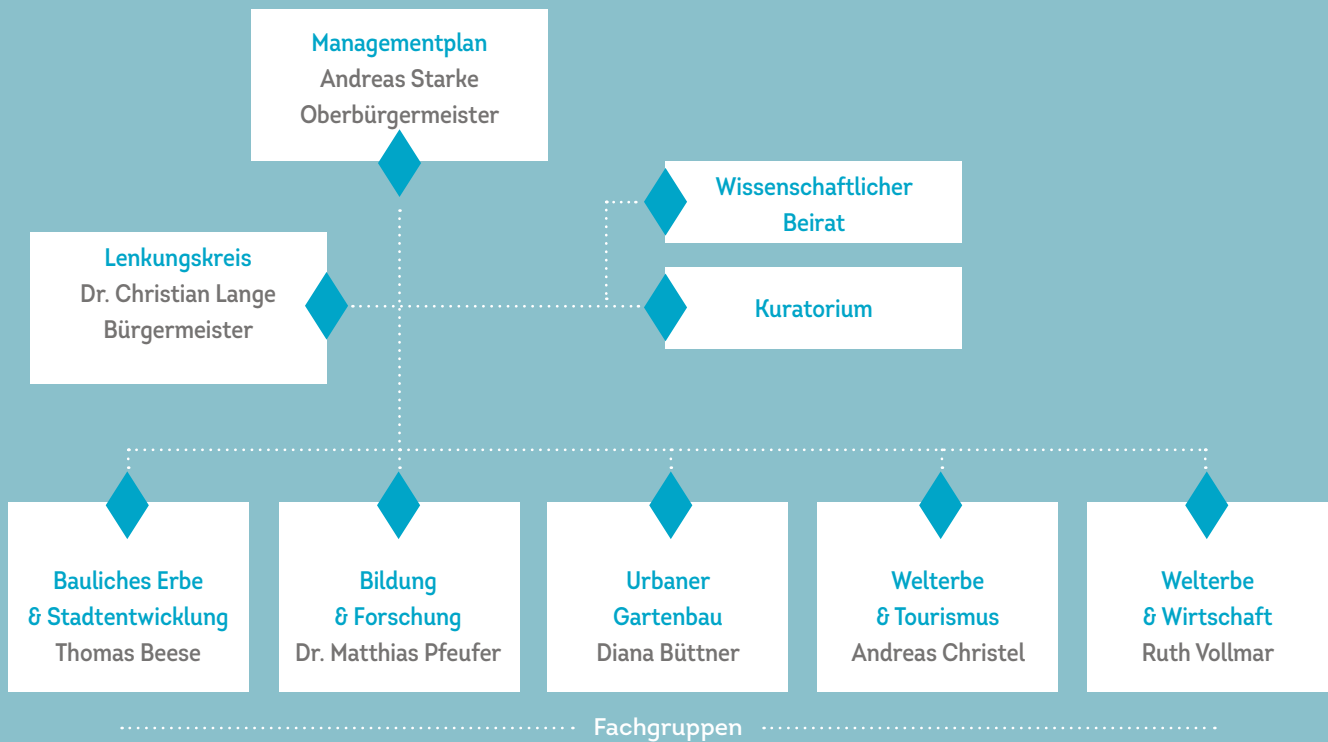 Managementplan
Andreas Starke
Oberbürgermeister
Wissenschaftlicher
Beirat
Lenkungskreis
Dr. Christian Lange
Bürgermeister
Kuratorium
Bauliches Erbe
& Stadtentwicklung
Thomas Beese
Bildung
& Forschung
Dr. Matthias Pfeufer
Urbaner
Gartenbau
Diana Büttner
Welterbe
& Tourismus
Andreas Christel
Welterbe
& Wirtschaft
Ruth Vollmar
Fachgruppen